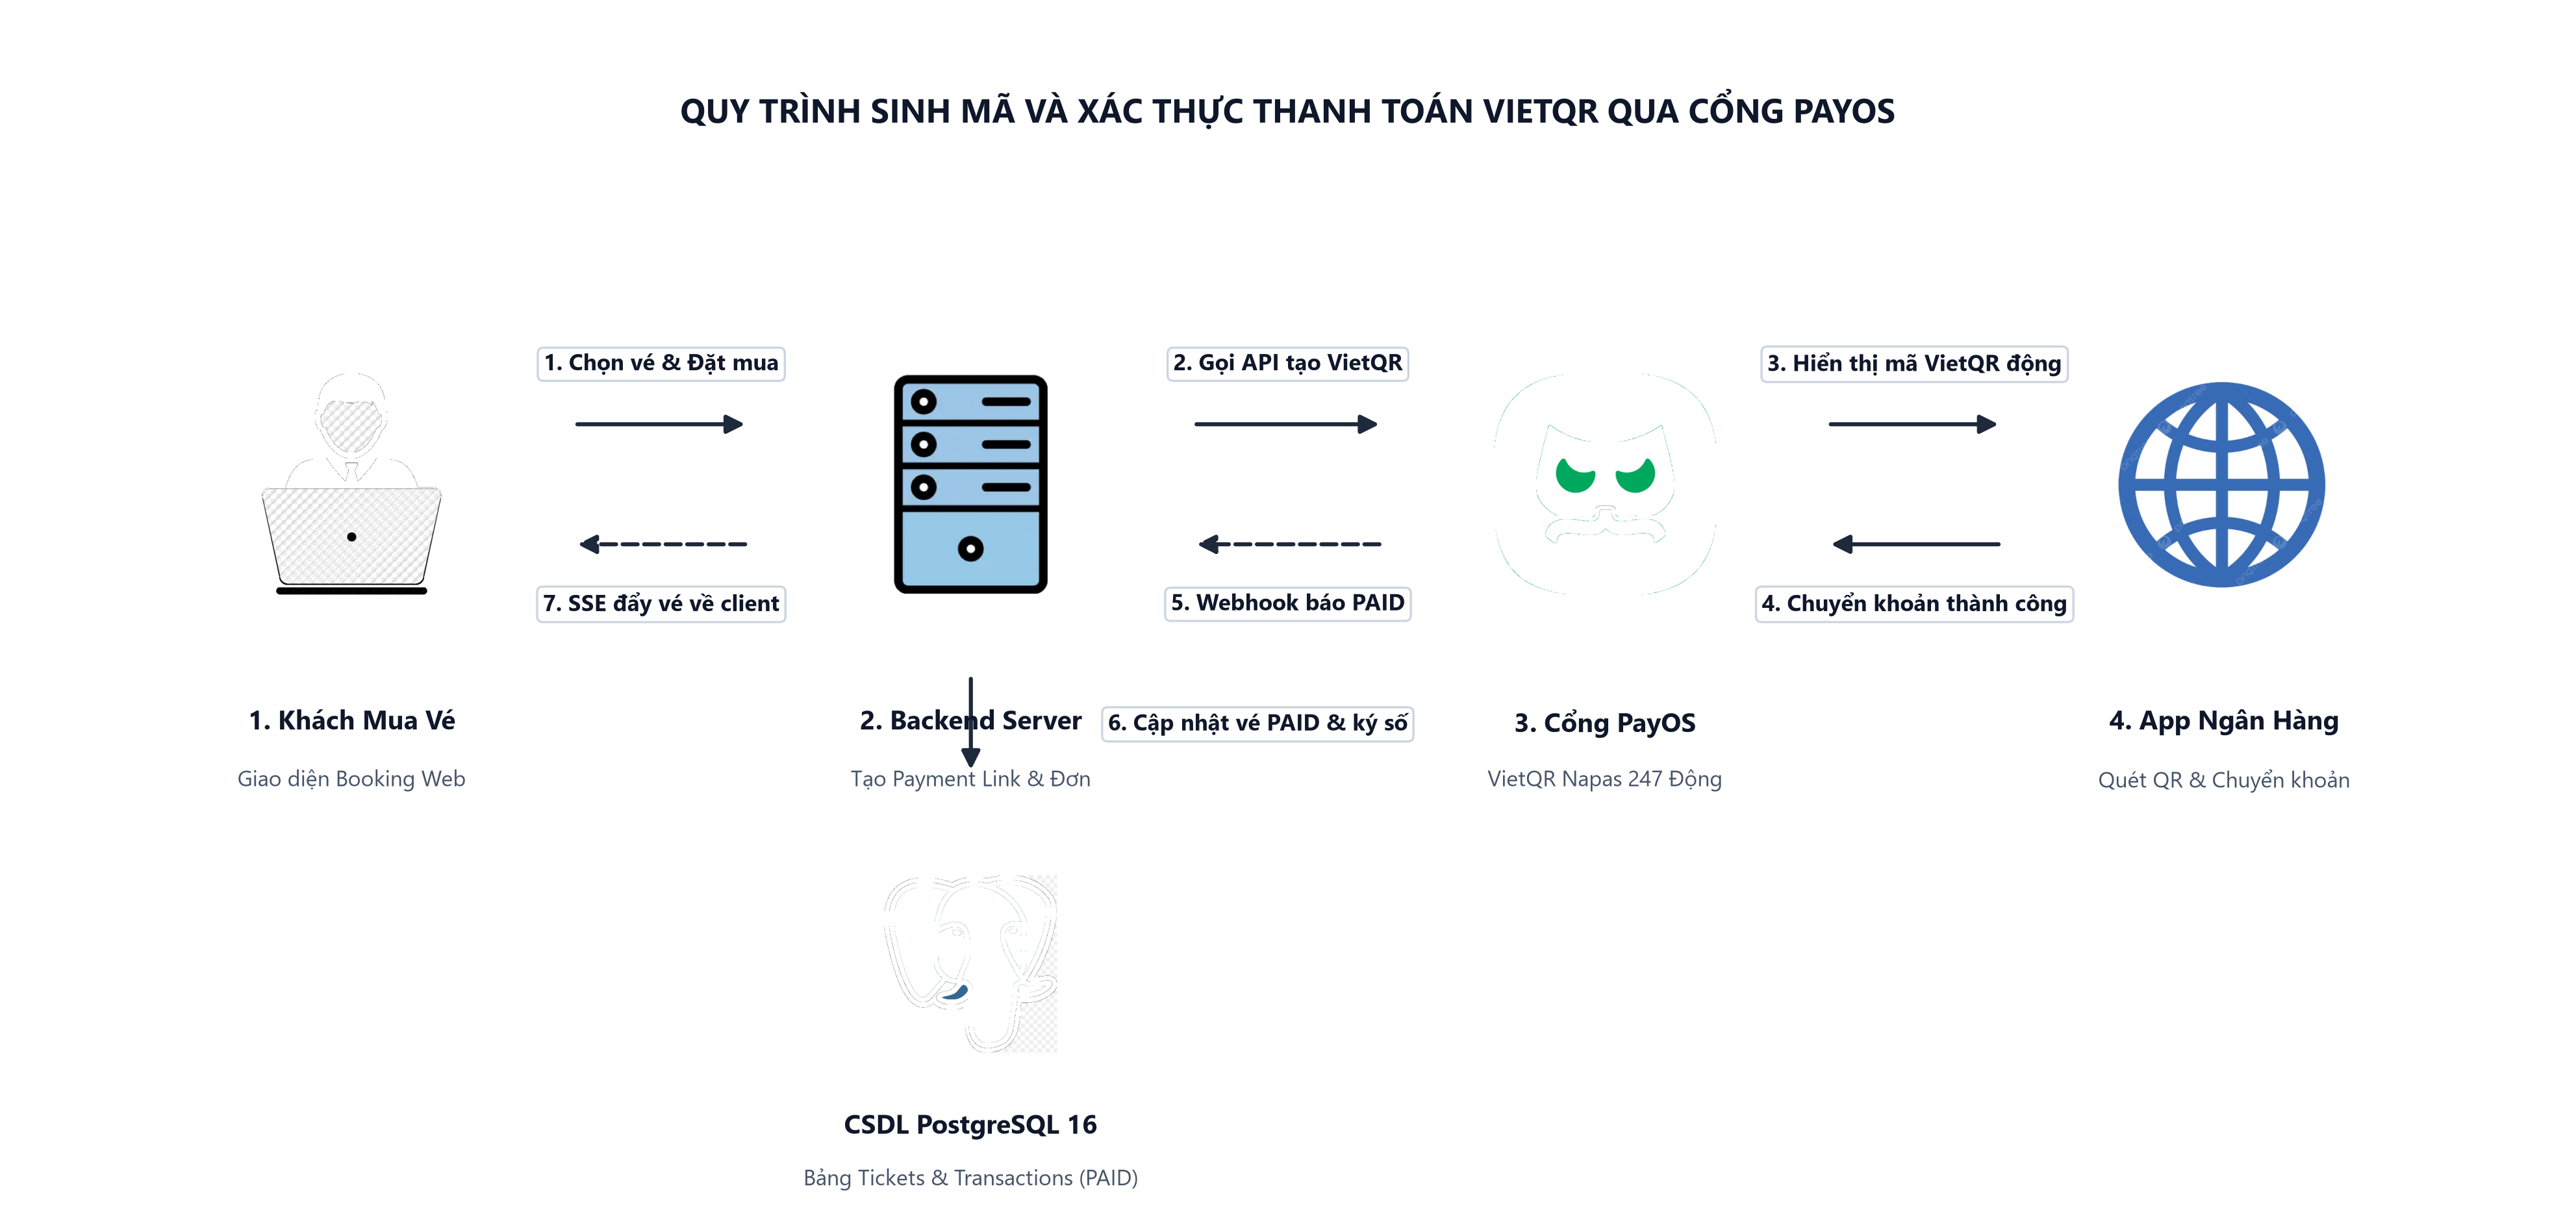 QUY TRÌNH SINH MÃ VÀ XÁC THỰC THANH TOÁN VIETQR QUA CỔNG PAYOS
1. Chọn vé & Đặt mua
2. Gọi API tạo VietQR
3. Hiển thị mã VietQR động
7. SSE đẩy vé về client
5. Webhook báo PAID
4. Chuyển khoản thành công
1. Khách Mua Vé
2. Backend Server
6. Cập nhật vé PAID & ký số
3. Cổng PayOS
4. App Ngân Hàng
Giao diện Booking Web
Tạo Payment Link & Đơn
VietQR Napas 247 Động
Quét QR & Chuyển khoản
CSDL PostgreSQL 16
Bảng Tickets & Transactions (PAID)